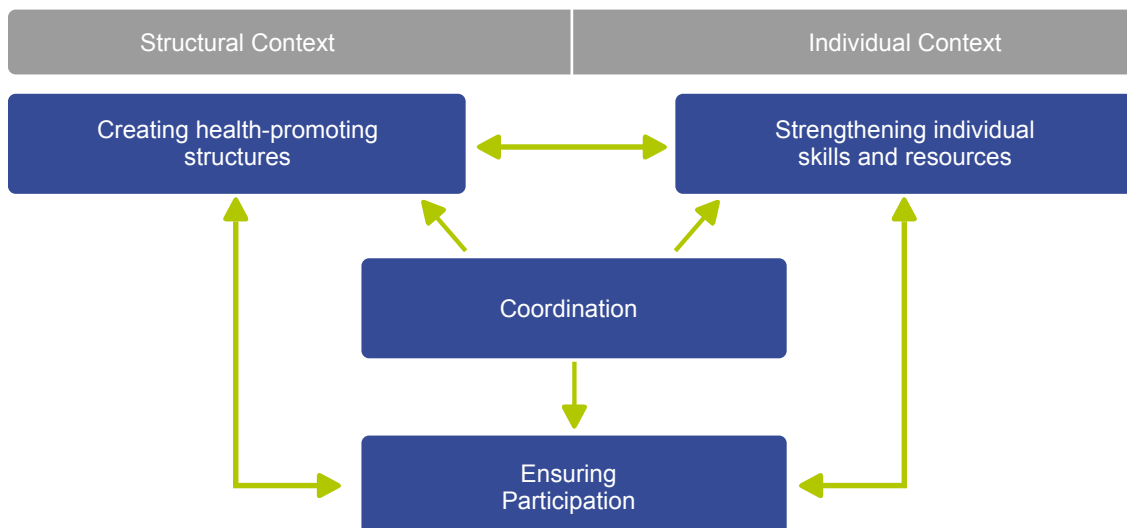 Structural Context
Individual Context
Creating health-promoting
structures
Strengthening individual
skills and resources
Coordination
Ensuring
Participation